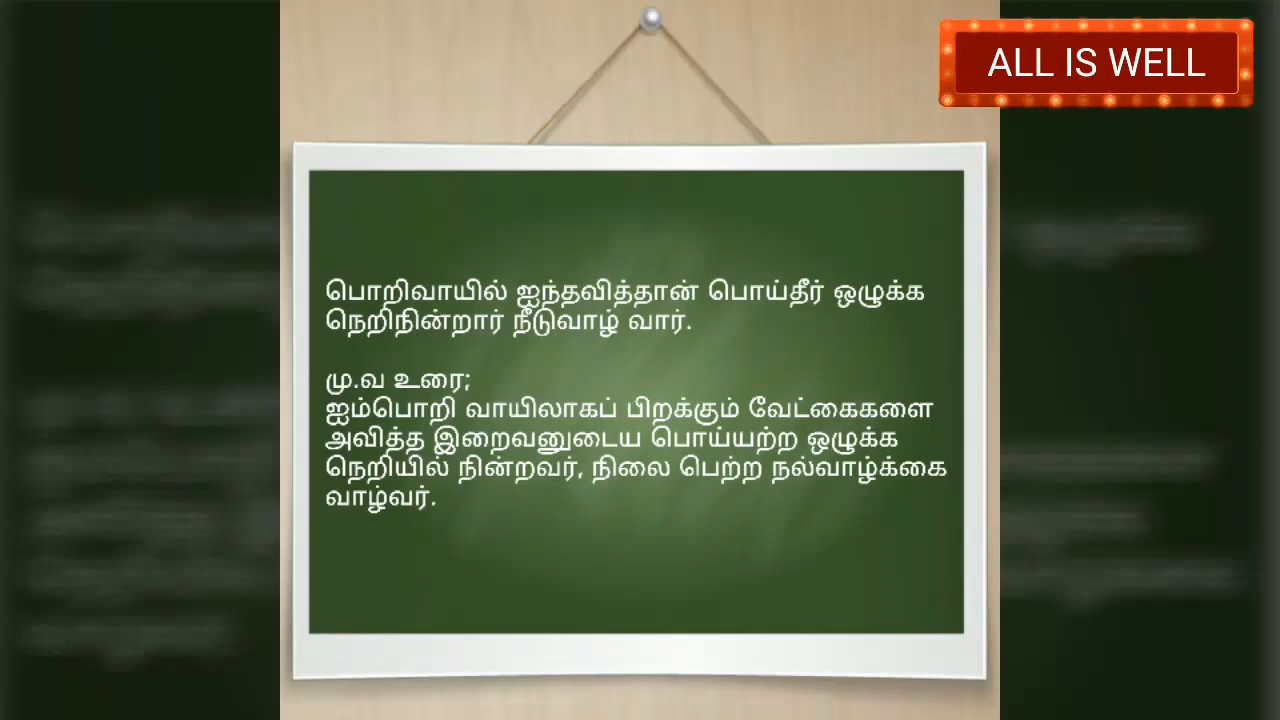 ALL IS WELL
பொறிவாயில் ஐந்தவித்தான் பொய்தீர் ஒழுக்க
நெறிநின்றார் நீடுவாழ் வார்.
மு.வ உரை;
ஐம்பொறி வாயிலாகப் பிறக்கும் வேட்கைகளை
அவித்த இறைவனுடைய பொய்யற்ற ஒழுக்க
நெறியில் நின்றவர், நிலை பெற்ற நல்வாழ்க்கை
வாழ்வர்.